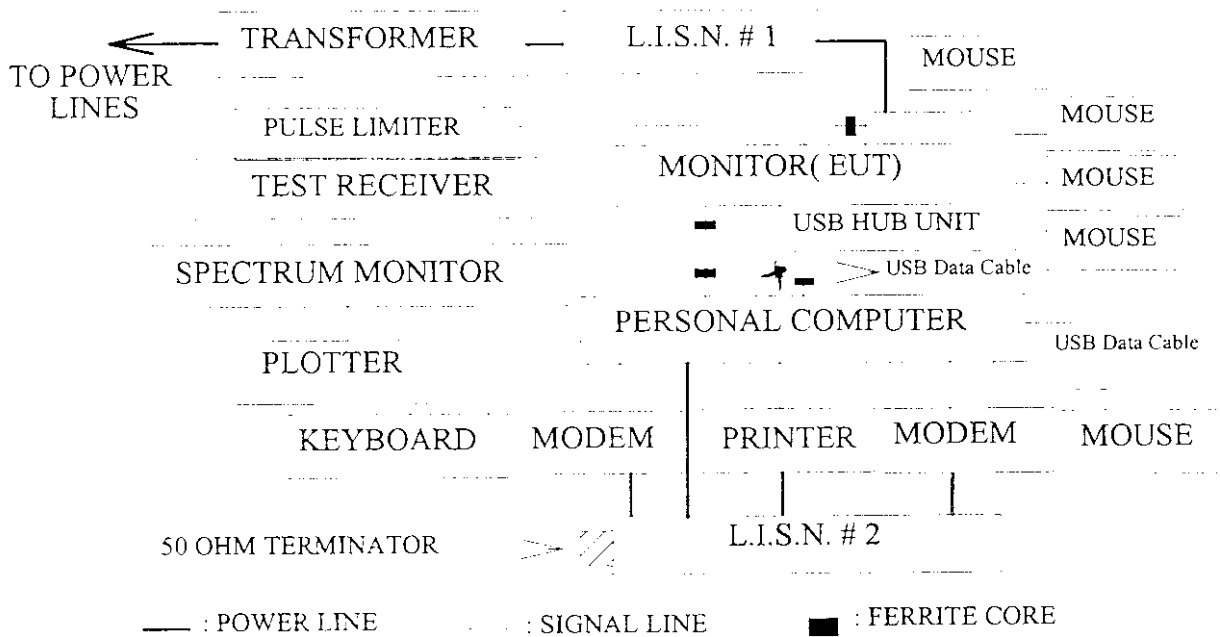 TRANSFORMER
L.I.S.N. # 1
TO POWER
LINES
MOUSE
PULSE LIMITER
MOUSE
MONITOR( EUT)
TEST RECEIVER
MOUSE
USB HUB UNIT
MOUSE
SPECTRUM MONITOR
USB Data Cable
PERSONAL COMPUTER
USB Data Cable
PLOTTER
KEYBOARD
MODEM
PRINTER
MODEM
MOUSE
50 OHM TERMINATOR
L.I.S.N. # 2
: POWER LINE
: SIGNAL LINE
: FERRITE CORE